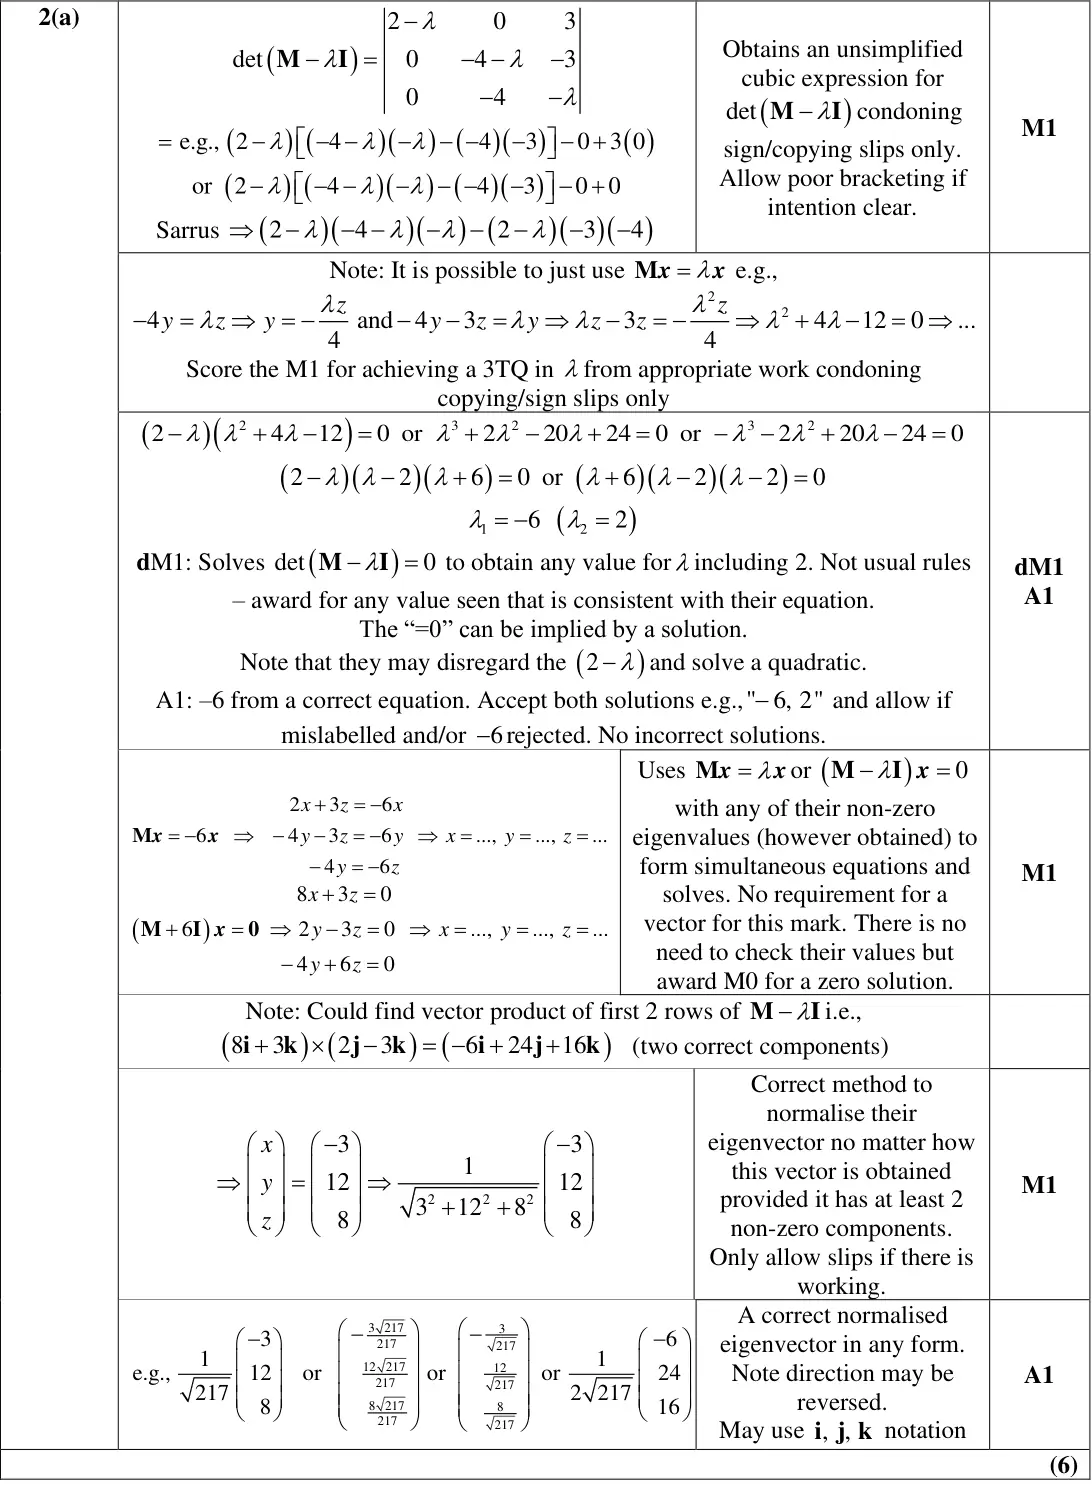 2(a)
det(M − λI) = |2−λ 0 3|
|0 −4−λ −3|
|0 −4 −λ|
= e.g., (2−λ)[(−4−λ)(−λ)−(−4)(−3)]−0+3(0)
or (2−λ)[(−4−λ)(−λ)−(−4)(−3)]−0+0
Sarrus ⇒(2−λ)(−4−λ)(−λ)−(2−λ)(−3)(−4)
Obtains an unsimplified
cubic expression for
det(M − λI) condoning
sign/copying slips only.
Allow poor bracketing if
intention clear.
M1
Note: It is possible to just use Mx = λx e.g.,
−4y = λz ⇒ y = −λz/4 and −4y−3z = λy ⇒ λz−3z = −λ²z/4 ⇒ λ²+4λ−12 = 0 ⇒ ...
Score the M1 for achieving a 3TQ in λ from appropriate work condoning
copying/sign slips only
(2−λ)(λ²+4λ−12) = 0 or λ³+2λ²−20λ+24 = 0 or −λ³−2λ²+20λ−24 = 0
(2−λ)(λ−2)(λ+6) = 0 or (λ+6)(λ−2)(λ−2) = 0
λ₁ = −6 (λ₂ = 2)
dM1: Solves det(M − λI) = 0 to obtain any value for λ including 2. Not usual rules
– award for any value seen that is consistent with their equation.
The “=0” can be implied by a solution.
Note that they may disregard the (2−λ) and solve a quadratic.
A1: –6 from a correct equation. Accept both solutions e.g., "−6, 2" and allow if
mislabelled and/or −6 rejected. No incorrect solutions.
dM1
A1
2x+3z = −6x
Mx = −6x ⇒ −4y−3z = −6y ⇒ x = ..., y = ..., z = ...
−4y = −6z
8x+3z = 0
(M+6I)x = 0 ⇒ 2y−3z = 0 ⇒ x = ..., y = ..., z = ...
−4y+6z = 0
Uses Mx = λx or (M − λI)x = 0
with any of their non-zero
eigenvalues (however obtained) to
form simultaneous equations and
solves. No requirement for a
vector for this mark. There is no
need to check their values but
award M0 for a zero solution.
M1
Note: Could find vector product of first 2 rows of M − λI i.e.,
(8i+3k)×(2j−3k) = (−6i+24j+16k) (two correct components)
⇒ (x y z) = (−3 12 8) ⇒ 1/√(3²+12²+8²) (−3 12 8)
Correct method to
normalise their
eigenvector no matter how
this vector is obtained
provided it has at least 2
non-zero components.
Only allow slips if there is
working.
M1
e.g., 1/√217 (−3 12 8) or (−3√217/217 12√217/217 8√217/217) or (−3/√217 12/√217 8/√217) or 1/2√217 (−6 24 16)
A correct normalised
eigenvector in any form.
Note direction may be
reversed.
May use i, j, k notation
A1
(6)